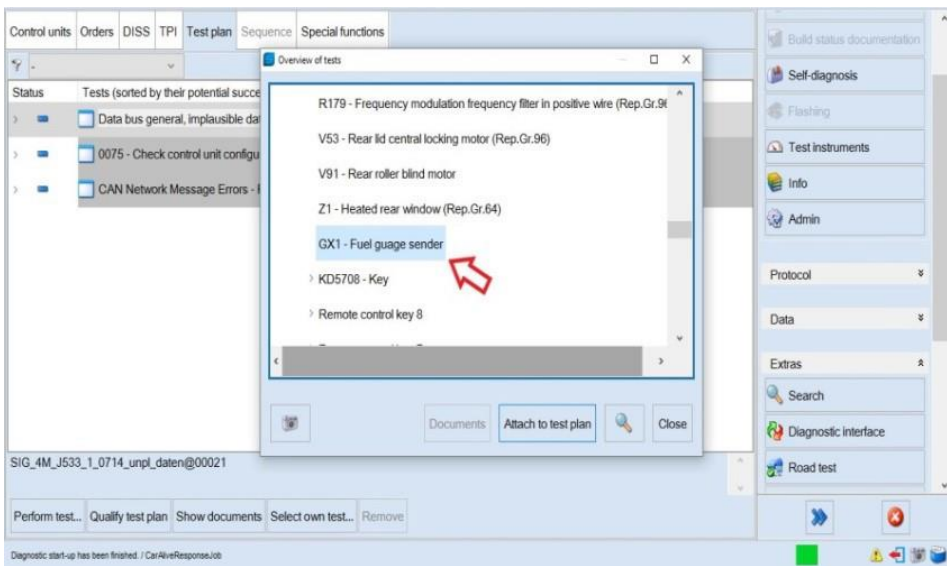 Control units Orders DISS TPI Test plan Sequence Special functions
-
Status Tests (sorted by their potential succe
Data bus general, implausible dat
0075 - Check control unit configu
CAN Network Message Errors -
Overview of tests
R179 - Frequency modulation frequency filter in positive wire (Rep.Gr.9
V53 - Rear lid central locking motor (Rep.Gr.96)
V91 - Rear roller blind motor
Z1 - Heated rear window (Rep.Gr.64)
GX1 - Fuel guage sender
KD5708 - Key
Remote control key 8
Documents Attach to test plan Close
SIG_4M_J533_1_0714_unpl_daten@00021
Perform test... Qualify test plan Show documents Select own test... Remove
Diagnostic start-up has been finished. / CarAliveResponseJob
Build status documentation
Self-diagnosis
Flashing
Test instruments
Info
Admin
Protocol
Data
Extras
Search
Diagnostic interface
Road test